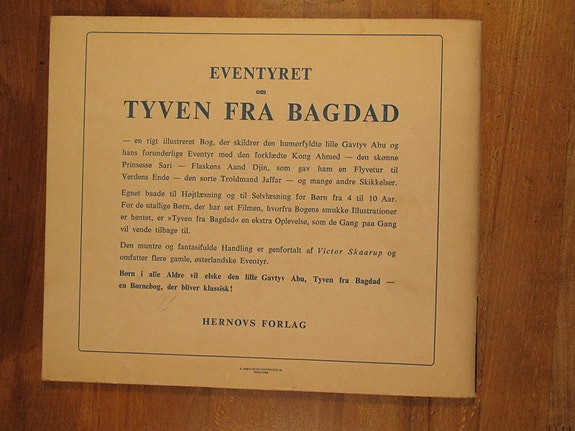 EVENTYRET
om
TYVEN FRA BAGDAD
— en rigt illustreret Bog, der skildrer den humørfyldte lille Gavtyv Abu og
hans forunderlige Eventyr med den forklædte Kong Ahmed — den skønne
Prinsesse Sari — Flaskens Aand Djin, som gav ham en Flyvetur til
Verdens Ende — den sorte Troldmand Jaffar — og mange andre Skikkelser.
Egnet baade til Højtlæsning og til Selvlæsning for Børn fra 4 til 10 Aar.
For de utallige Børn, der har set Filmen, hvorfra Bogens smukke Illustrationer
er hentet, er »Tyven fra Bagdad« en ekstra Oplevelse, som de Gang paa Gang
vil vende tilbage til.
Den muntre og fantasifulde Handling er genfortalt af Victor Skaarup og
omfatter flere gamle, østerlandske Eventyr.
Børn i alle Aldre vil elske den lille Gavtyv Abu, Tyven fra Bagdad —
en Børnebog, der bliver klassisk!
HERNOVS FORLAG